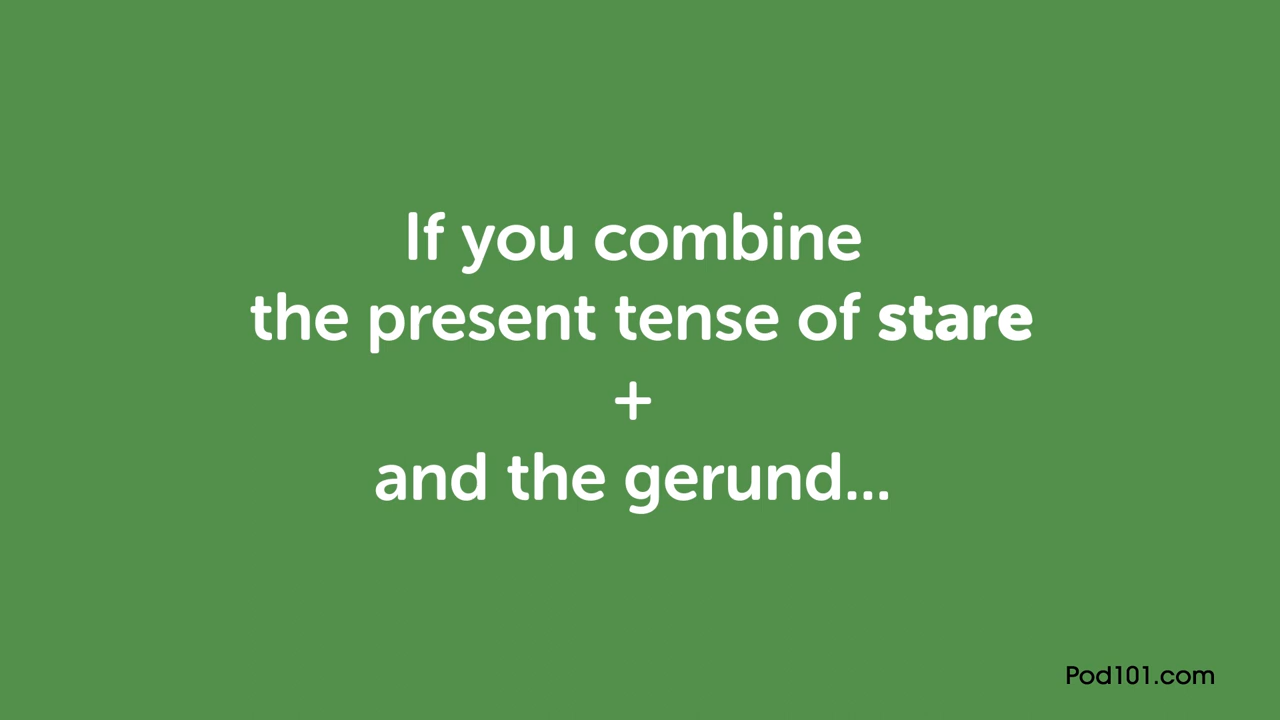 If you combine
the present tense of stare
+
and the gerund...
Pod101.com